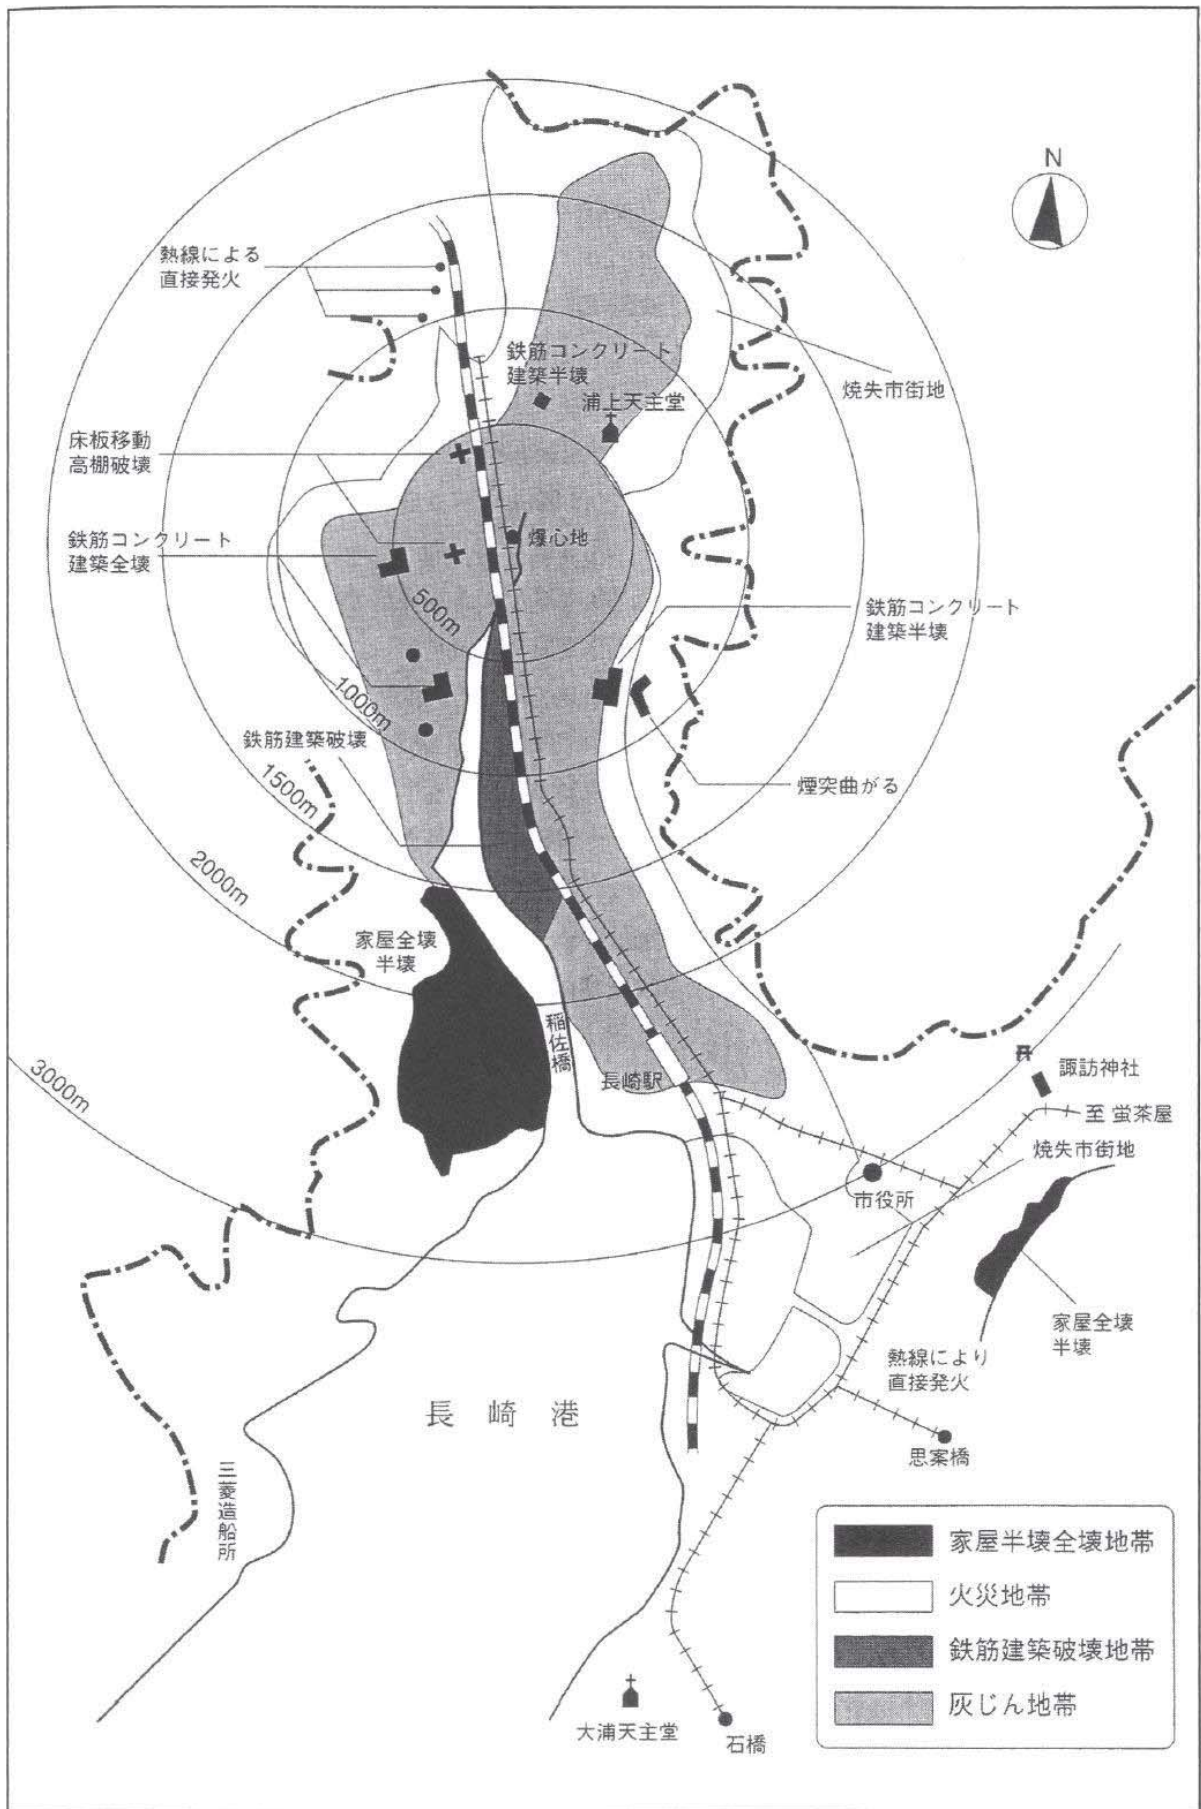 N
熱線による
直接発火
鉄筋コンクリート
建築半壊
浦上天主堂
焼失市街地
床板移動
高棚破壊
鉄筋コンクリート
建築全壊
爆心地
500m
鉄筋コンクリート
建築半壊
1000m
鉄筋建築破壊
1500m
煙突曲がる
2000m
家屋全壊
半壊
稲佐橋
長崎駅
3000m
諏訪神社
至 蛍茶屋
焼失市街地
市役所
家屋全壊
半壊
熱線により
直接発火
長崎港
思案橋
三菱造船所
大浦天主堂
石橋
家屋半壊全壊地帯
火災地帯
鉄筋建築破壊地帯
灰じん地帯